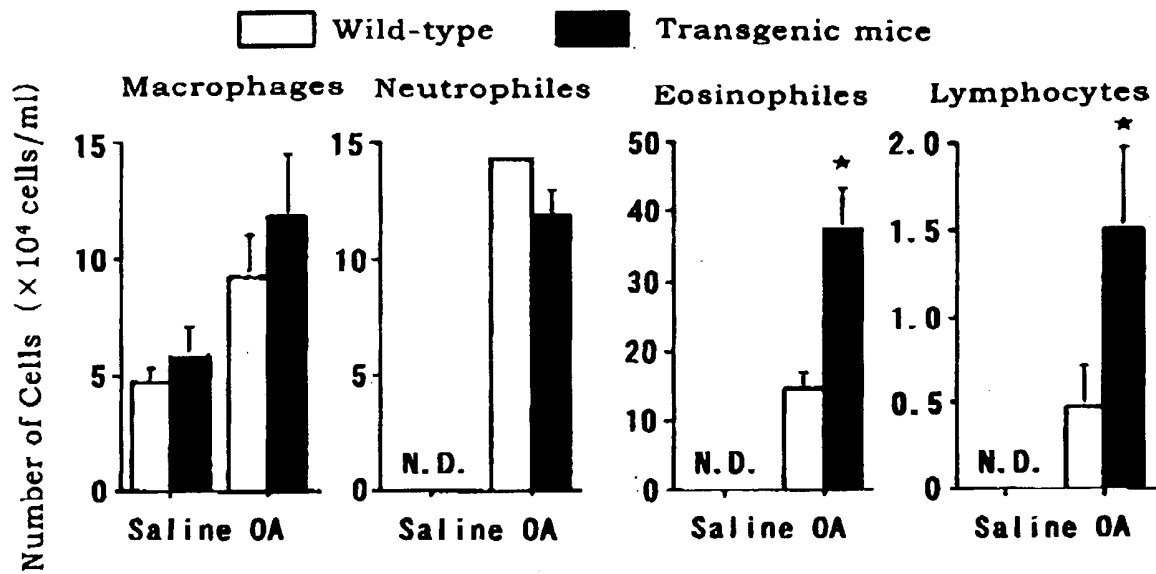 Wild-type Transgenic mice
Macrophages Neutrophiles Eosinophiles Lymphocytes
Number of Cells (×10⁴ cells/ml)
15
10
5
0
Saline OA
15
10
5
0
N.D.
Saline OA
50
40
30
20
10
0
N.D.
★
Saline OA
2.0
1.5
1.0
0.5
0
N.D.
★
Saline OA